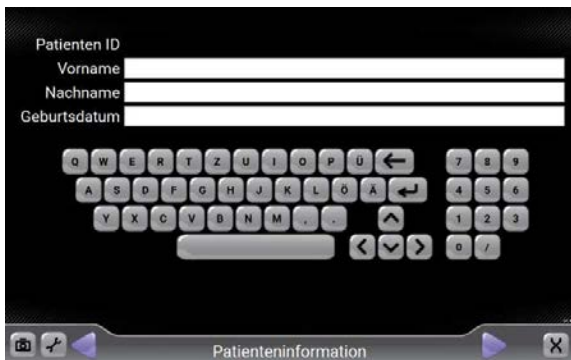 Patienten ID
Vorname
Nachname
Geburtsdatum
Q W E R T Z U I O P Ü 7 8 9
A S D F G H J K L Ö Ä 4 5 6
Y X C V B N M , . 1 2 3
0 /
Patienteninformation